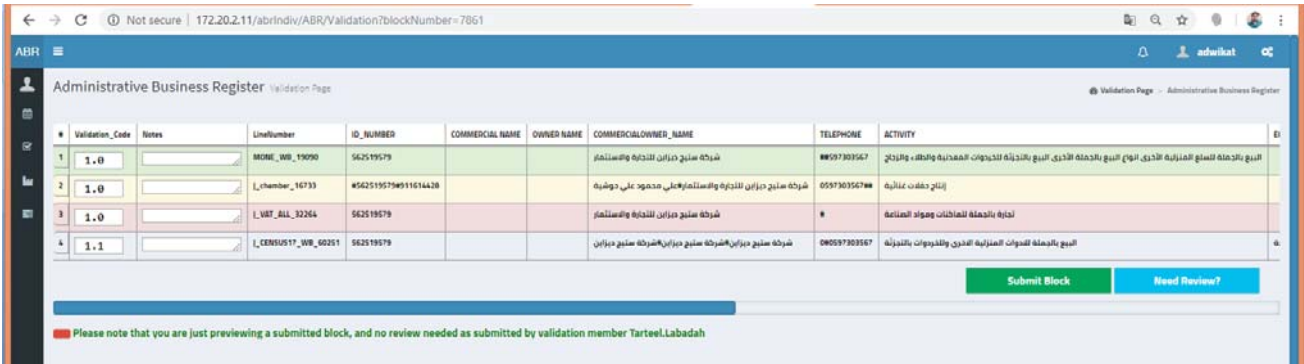 Not secure | 172.20.2.11/abrIndiv/ABR/Validation?blockNumber=7861
ABR adwikat
Administrative Business Register Validation Page
Validation Page - Administrative Business Register
# Validation_Code Notes LineNumber ID_NUMBER COMMERCIAL NAME OWNER NAME COMMERCIALOWNER_NAME TELEPHONE ACTIVITY
1 1.0 MONE_WB_19090 562519579 شركة ستيج ديزاين للتجارة والاستثمار ##597303567 البيع بالجملة للسلع المنزلية الأخرى انواع البيع بالجملة الأخرى البيع بالتجزئة للخردوات المعدنية والطلاء والزجاج
2 1.0 J_chamber_16733 #562519579#911614428 شركة ستيج ديزاين للتجارة والاستثمار#علي محمود علي حوشية 0597303567## إنتاج حفلات غنائية
3 1.0 J_VAT_ALL_32264 562519579 شركة ستيج ديزاين للتجارة والاستثمار # تجارة بالجملة للماكنات ومواد الصناعة
4 1.1 J_CENSUS17_WB_60251 562519579 شركة ستيج ديزاين#شركة ستيج ديزاين#شركة ستيج ديزاين 0#0597303567 البيع بالجملة للادوات المنزلية الاخرى وللخردوات بالتجزئة
Submit Block Need Review?
Please note that you are just previewing a submitted block, and no review needed as submitted by validation member Tarteel.Labadah